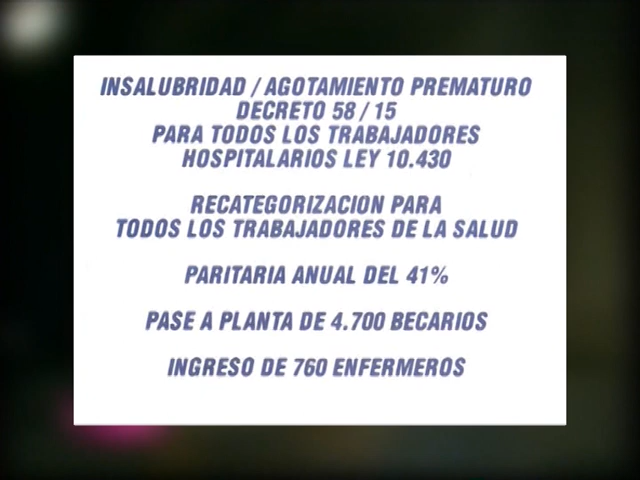 INSALUBRIDAD / AGOTAMIENTO PREMATURO
DECRETO 58 / 15
PARA TODOS LOS TRABAJADORES
HOSPITALARIOS LEY 10.430
RECATEGORIZACION PARA
TODOS LOS TRABAJADORES DE LA SALUD
PARITARIA ANUAL DEL 41%
PASE A PLANTA DE 4.700 BECARIOS
INGRESO DE 760 ENFERMEROS